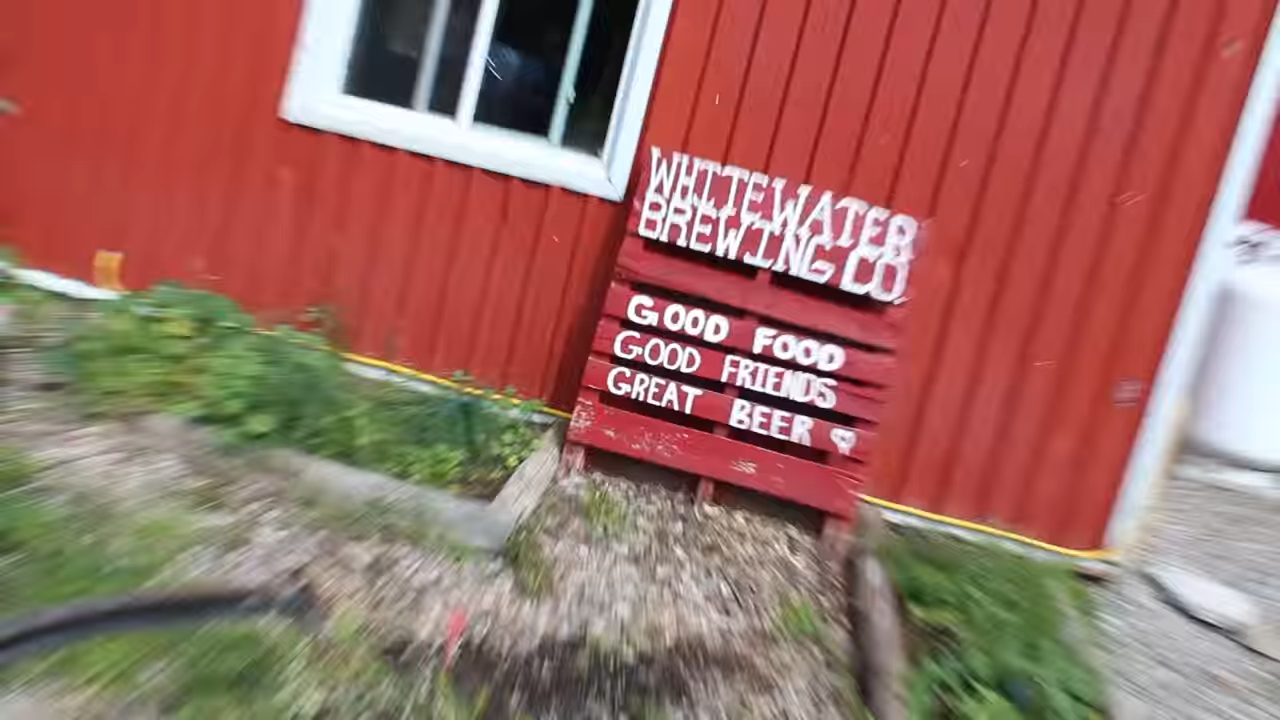 WHITEWATER
BREWING CO
GOOD FOOD
GOOD FRIENDS
GREAT BEER